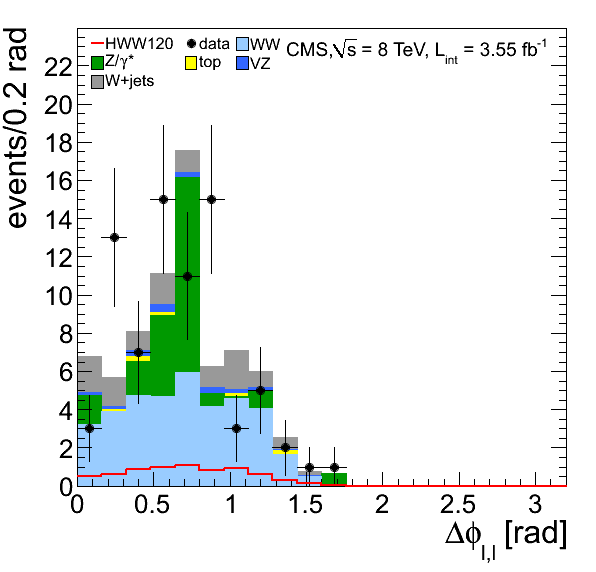 HWW120 data WW
Z/γ* top VZ
W+jets
CMS,√s = 8 TeV, L_int = 3.55 fb⁻¹
events/0.2 rad
22
20
18
16
14
12
10
8
6
4
2
0
0 0.5 1 1.5 2 2.5 3
Δϕ_l,l [rad]